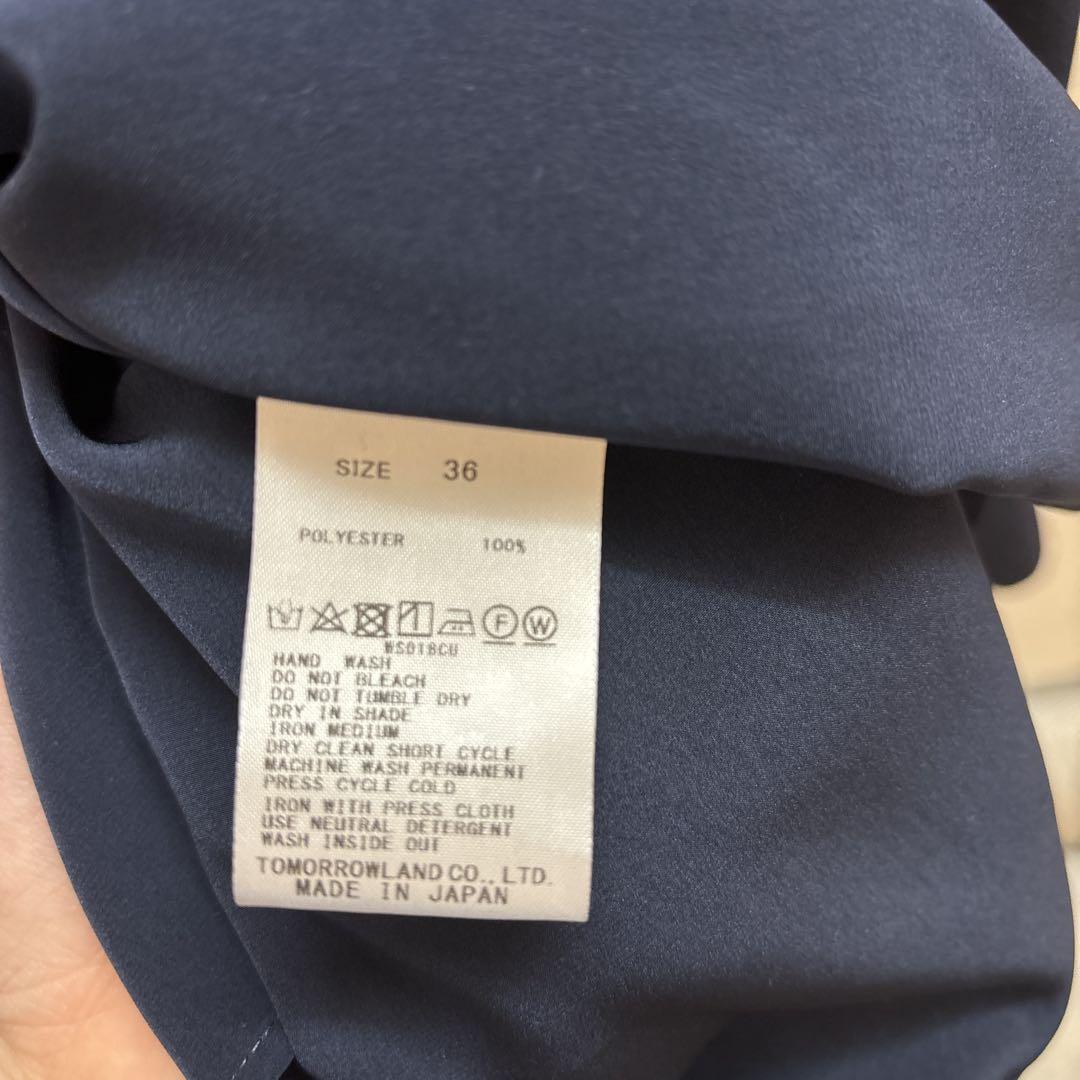 SIZE 36
POLYESTER 100%
F W
WS018CU
HAND WASH
DO NOT BLEACH
DO NOT TUMBLE DRY
DRY IN SHADE
IRON MEDIUM
DRY CLEAN SHORT CYCLE
MACHINE WASH PERMANENT
PRESS CYCLE COLD
IRON WITH PRESS CLOTH
USE NEUTRAL DETERGENT
WASH INSIDE OUT
TOMORROWLAND CO., LTD.
MADE IN JAPAN